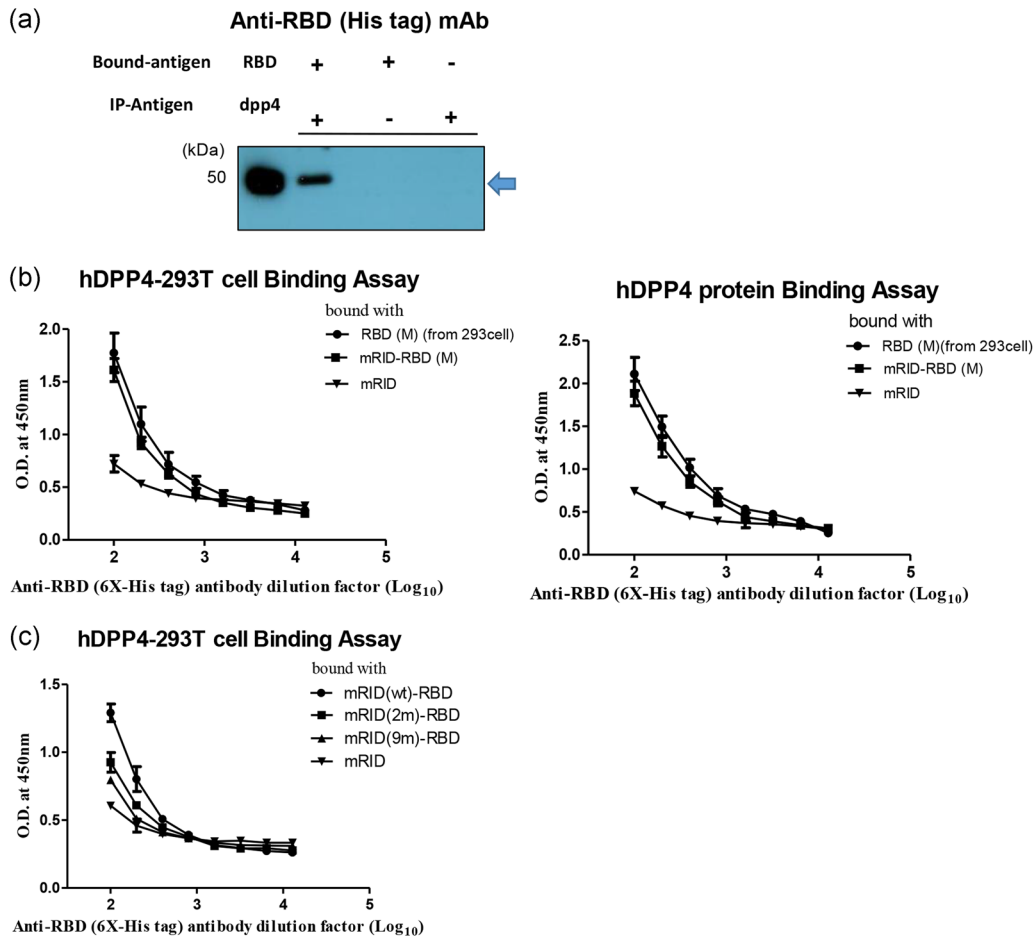 (a)
Anti-RBD (His tag) mAb
Bound-antigen RBD + + -
IP-Antigen dpp4 + - +
(kDa)
50
(b)
hDPP4-293T cell Binding Assay
bound with
RBD (M) (from 293cell)
mRID-RBD (M)
mRID
O.D. at 450nm
2.0
1.5
1.0
0.5
0.0
2 3 4 5
Anti-RBD (6X-His tag) antibody dilution factor (Log10)
hDPP4 protein Binding Assay
bound with
RBD (M)(from 293cell)
mRID-RBD (M)
mRID
O.D. at 450nm
2.5
2.0
1.5
1.0
0.5
0.0
2 3 4 5
Anti-RBD (6X-His tag) antibody dilution factor (Log10)
(c)
hDPP4-293T cell Binding Assay
bound with
mRID(wt)-RBD
mRID(2m)-RBD
mRID(9m)-RBD
mRID
O.D. at 450nm
1.5
1.0
0.5
0.0
2 3 4 5
Anti-RBD (6X-His tag) antibody dilution factor (Log10)